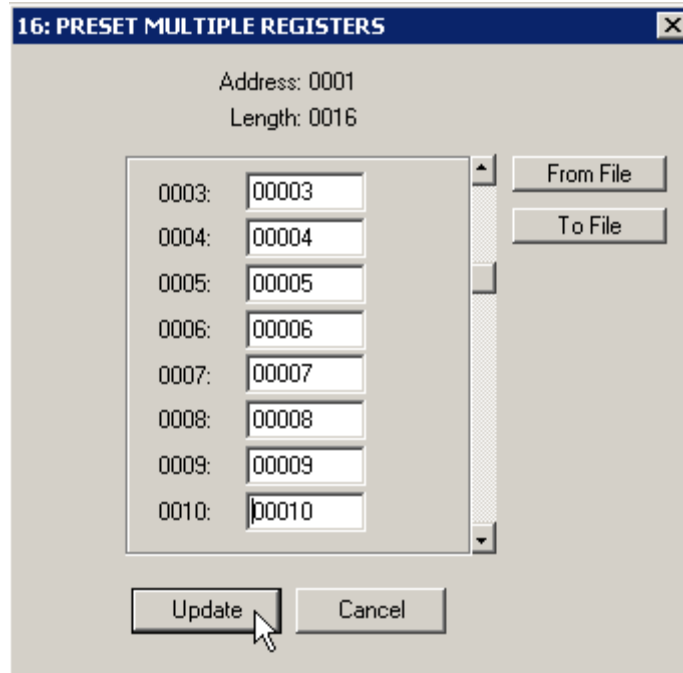 16: PRESET MULTIPLE REGISTERS
Address: 0001
Length: 0016
0003: 00003
From File
0004: 00004
To File
0005: 00005
0006: 00006
0007: 00007
0008: 00008
0009: 00009
0010: 00010
Update Cancel